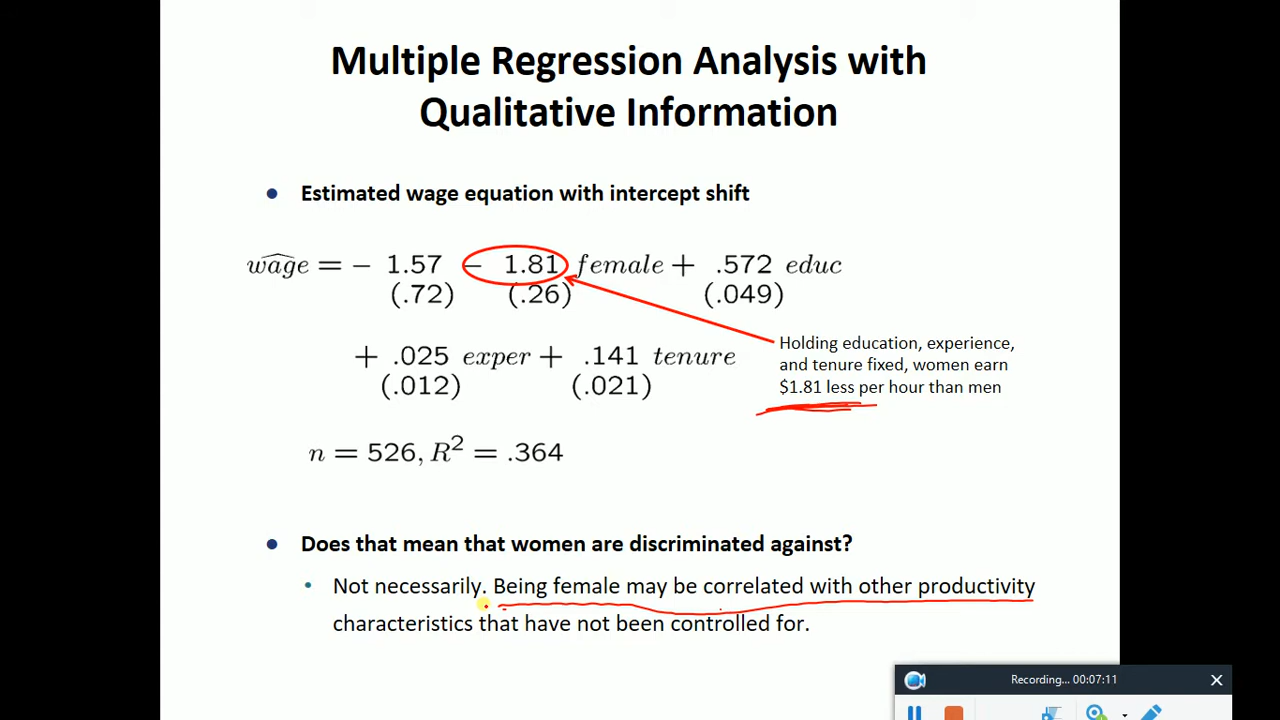 Multiple Regression Analysis with
Qualitative Information
Estimated wage equation with intercept shift
wagê = − 1.57 − 1.81 female + .572 educ
(.72) (.26) (.049)
+ .025 exper + .141 tenure
(.012) (.021)
Holding education, experience,
and tenure fixed, women earn
$1.81 less per hour than men
n = 526, R² = .364
Does that mean that women are discriminated against?
Not necessarily. Being female may be correlated with other productivity
characteristics that have not been controlled for.
Recording... 00:07:11